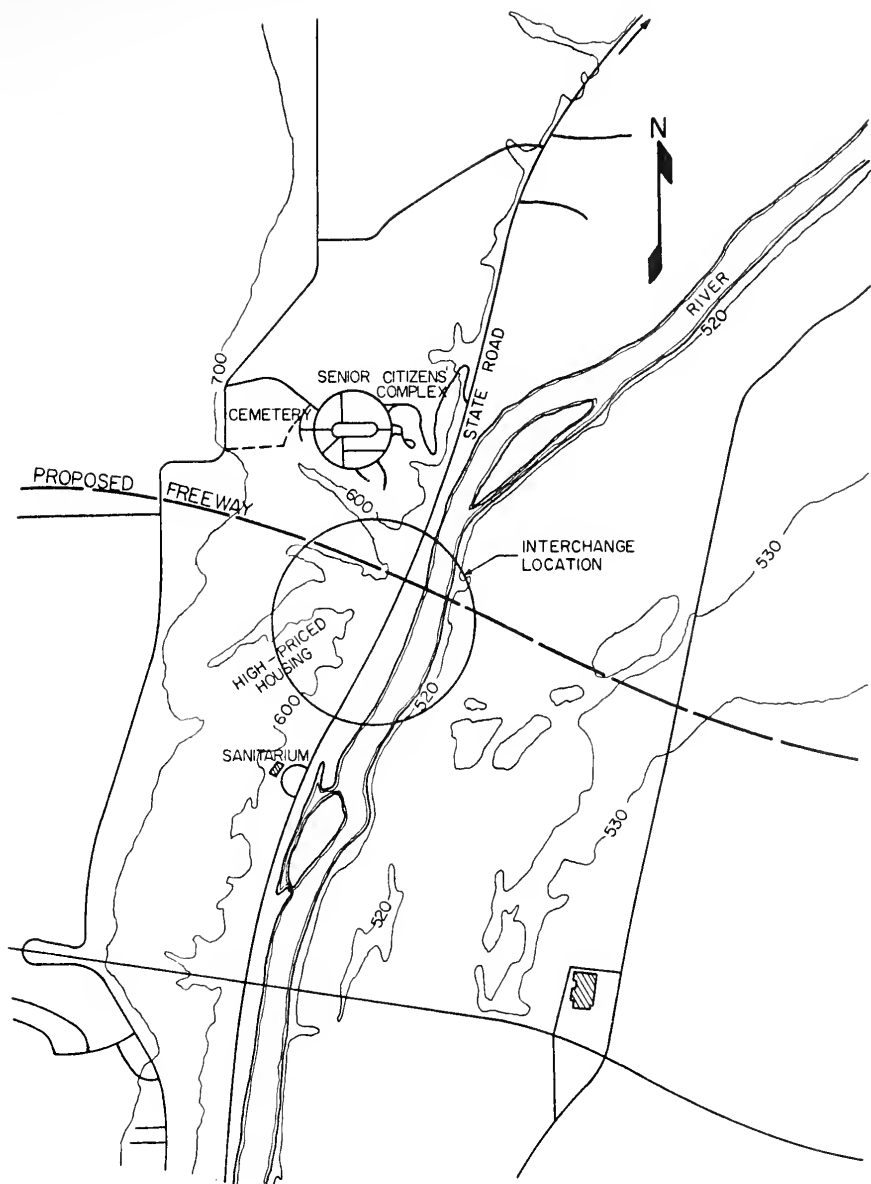 N
RIVER
520
STATE ROAD
700
SENIOR CITIZENS'
COMPLEX
CEMETERY
PROPOSED FREEWAY
600
INTERCHANGE
LOCATION
530
HIGH-PRICED
HOUSING
600
520
SANITARIUM
530
520